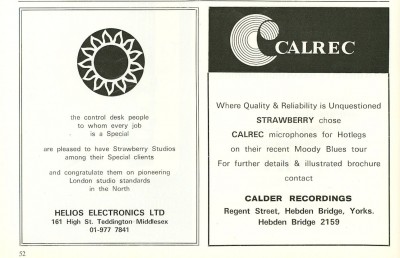 the control desk people
to whom every job
is a Special
are pleased to have Strawberry Studios
among their Special clients
and congratulate them on pioneering
London studio standards
in the North
HELIOS ELECTRONICS LTD
161 High St. Teddington Middlesex
01-977 7841
CALREC
Where Quality & Reliability is Unquestioned
STRAWBERRY chose
CALREC microphones for Hotlegs
on their recent Moody Blues tour
For further details & illustrated brochure
contact
CALDER RECORDINGS
Regent Street, Hebden Bridge, Yorks.
Hebden Bridge 2159
52